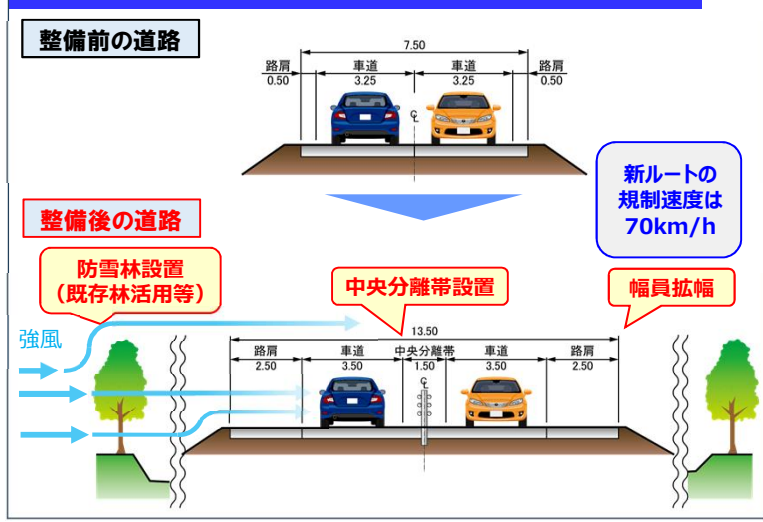 整備前の道路
7.50
路肩 車道 車道 路肩
0.50 3.25 3.25 0.50
新ルートの
規制速度は
70km/h
整備後の道路
防雪林設置
（既存林活用等）
中央分離帯設置
幅員拡幅
強風
13.50
路肩 車道 中央分離帯 車道 路肩
2.50 3.50 1.50 3.50 2.50